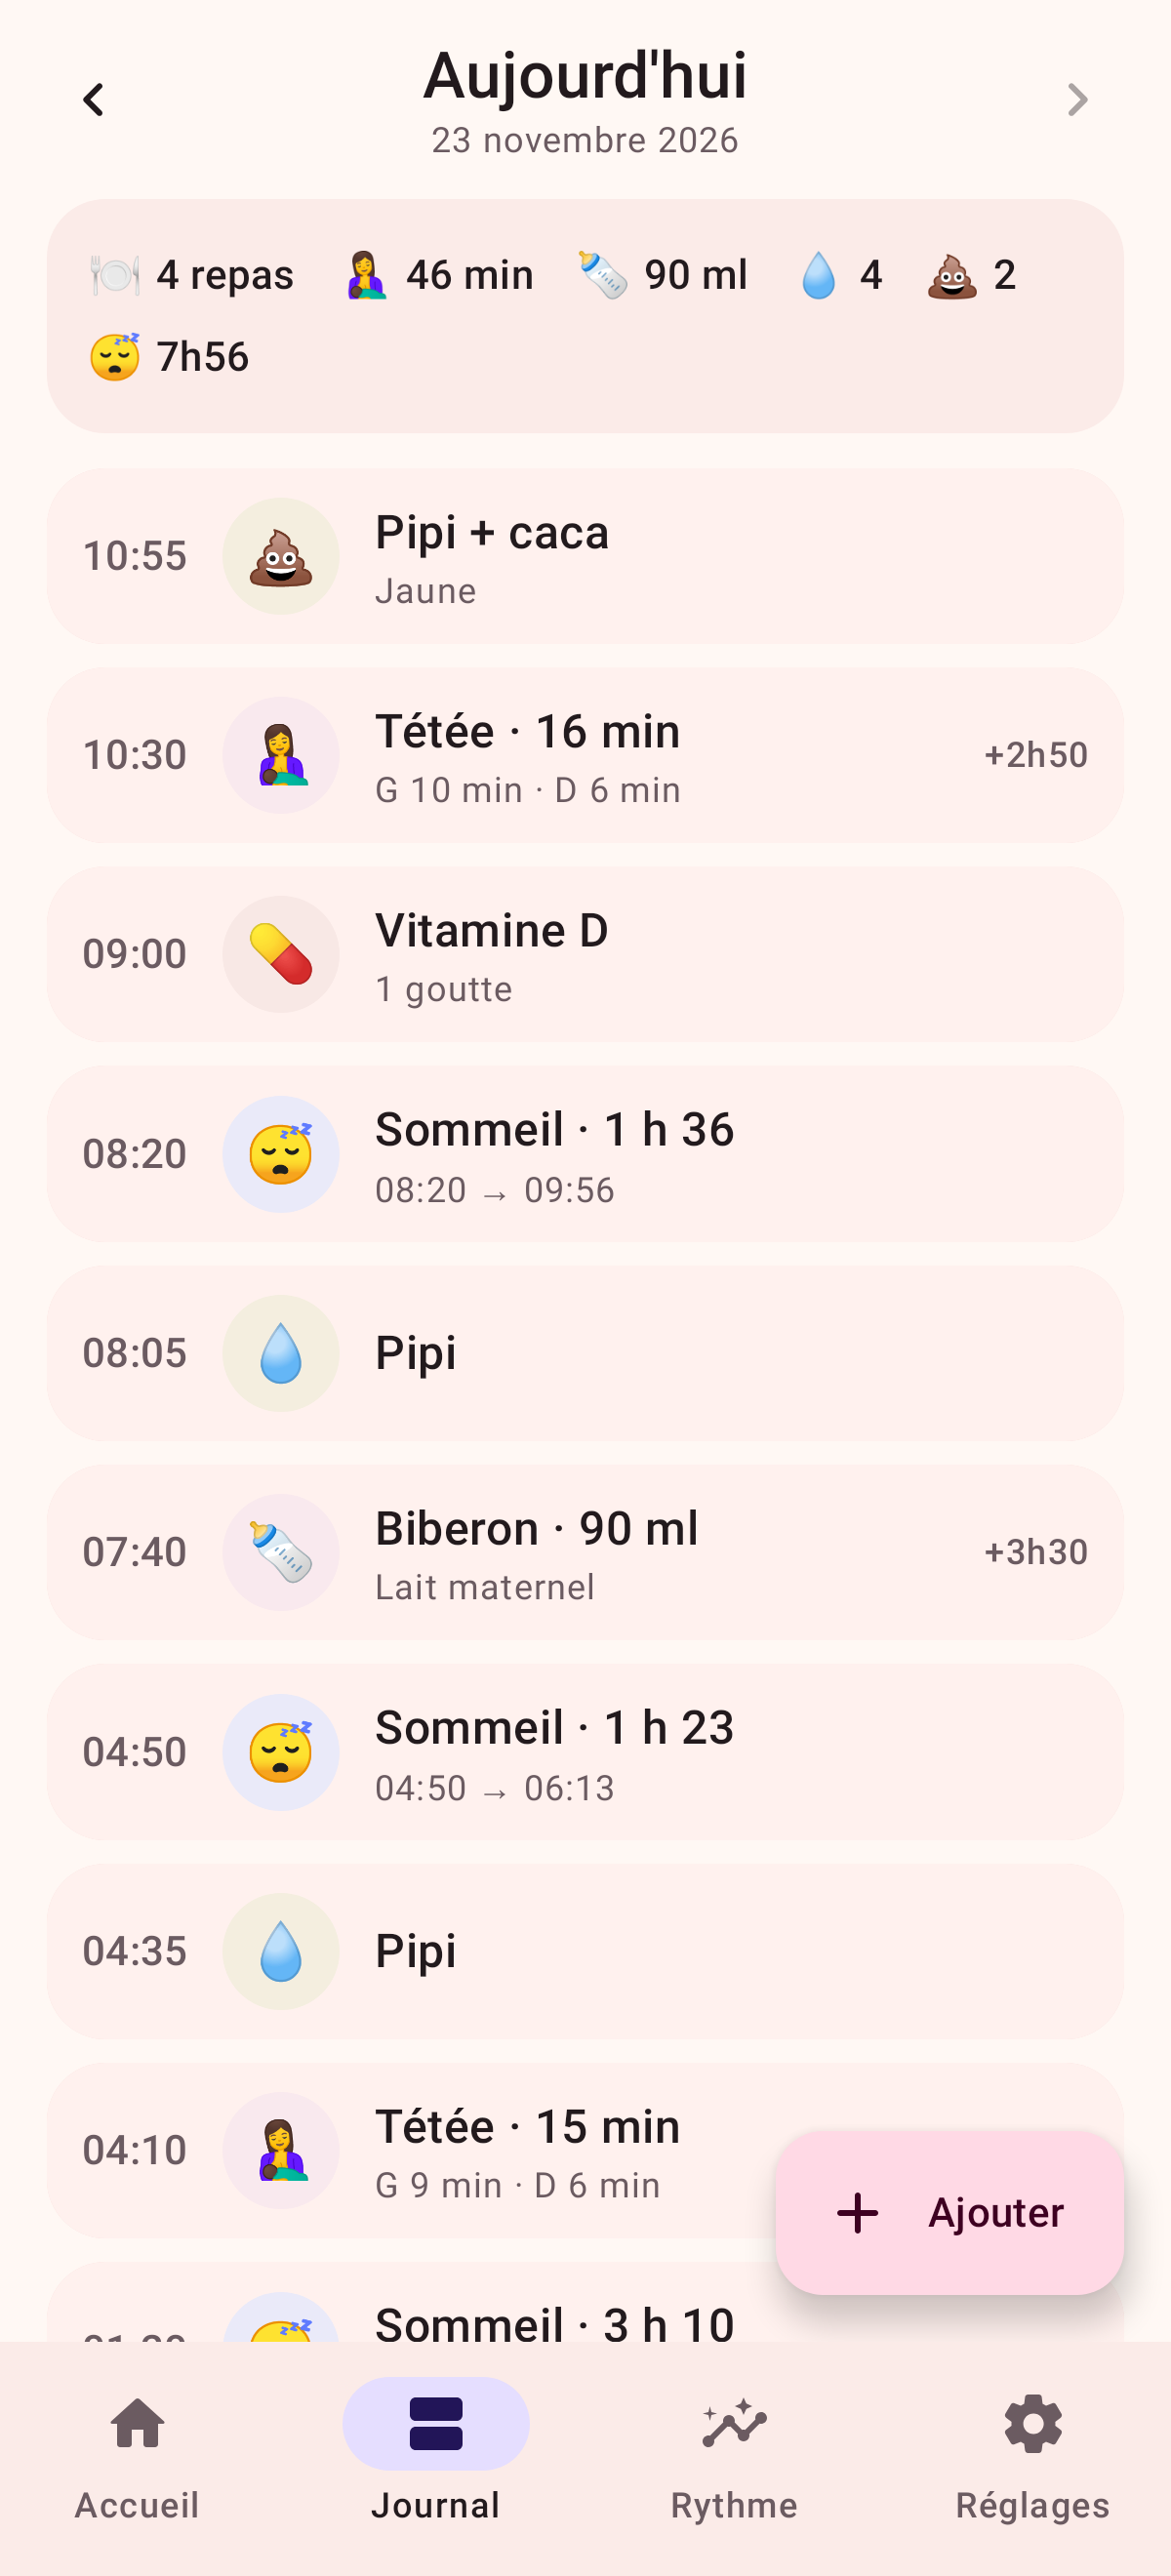 Aujourd'hui
23 novembre 2026
4 repas 46 min 90 ml 4 2
7h56
10:55 Pipi + caca
Jaune
10:30 Tétée · 16 min +2h50
G 10 min · D 6 min
09:00 Vitamine D
1 goutte
08:20 Sommeil · 1 h 36
08:20 → 09:56
08:05 Pipi
07:40 Biberon · 90 ml +3h30
Lait maternel
04:50 Sommeil · 1 h 23
04:50 → 06:13
04:35 Pipi
04:10 Tétée · 15 min
G 9 min · D 6 min
Ajouter
Sommeil · 3 h 10
Accueil Journal Rythme Réglages